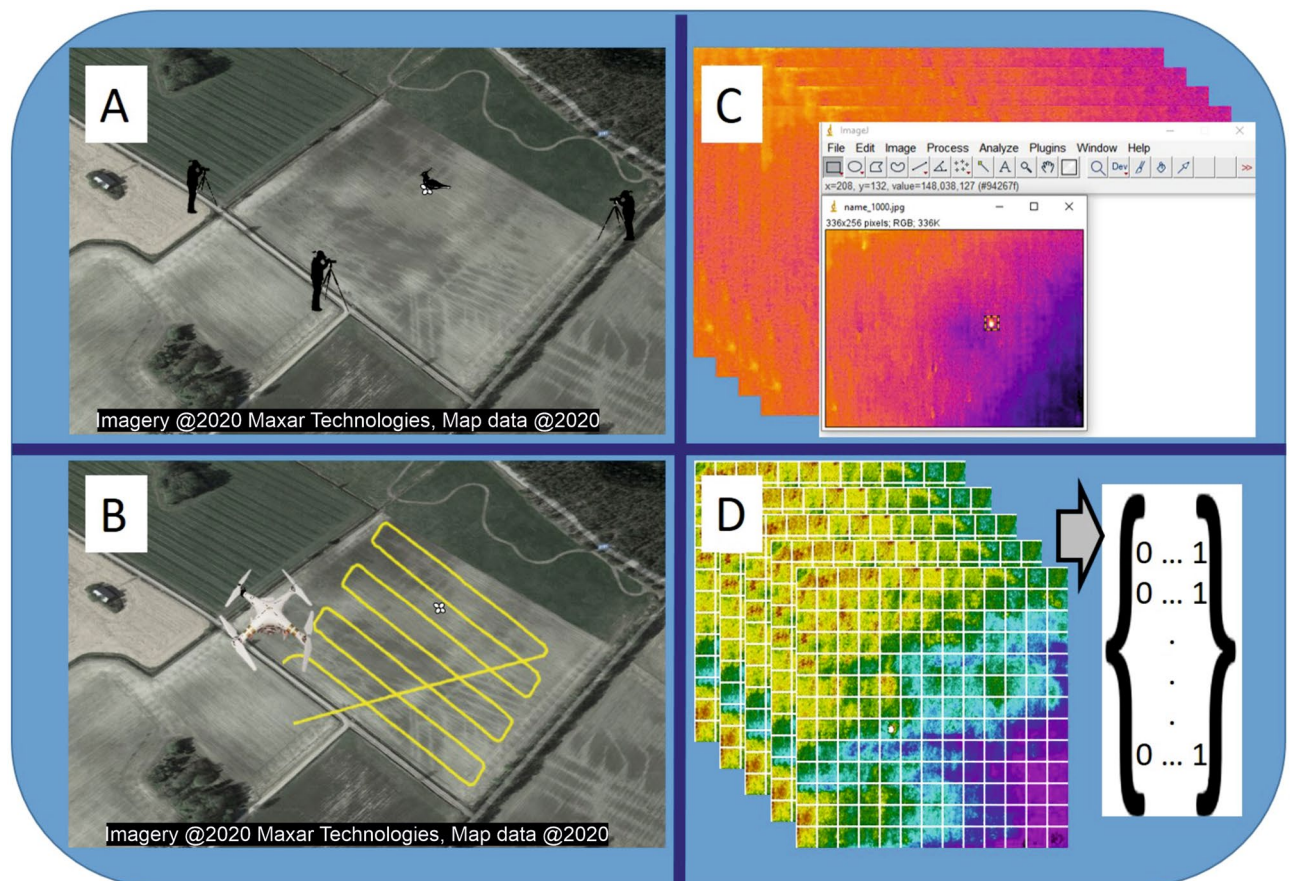 A
Imagery @2020 Maxar Technologies, Map data @2020
B
Imagery @2020 Maxar Technologies, Map data @2020
C
ImageJ
File Edit Image Process Analyze Plugins Window Help
Dev
x=208, y=132, value=148,038,127 (#94267f)
name_1000.jpg
336x256 pixels; RGB; 336K
D
0 ... 1
0 ... 1
.
.
.
0 ... 1